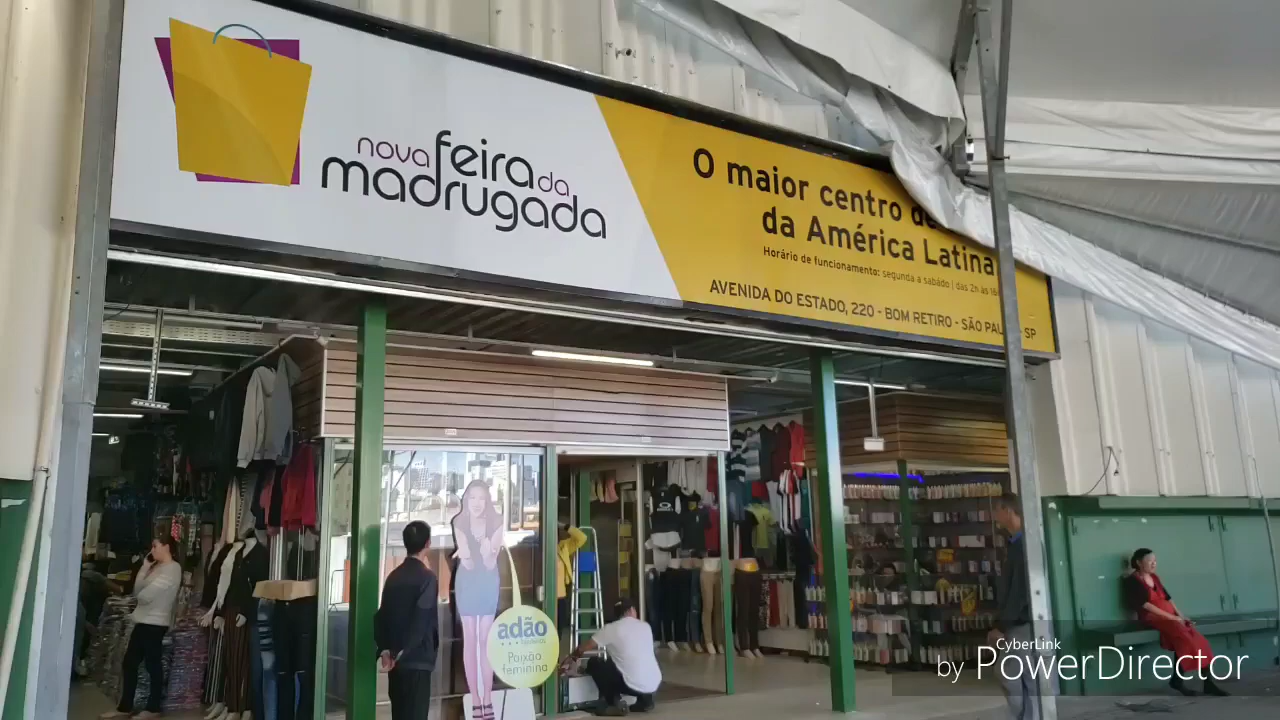 nova feira da
madrugada
O maior centro de
da América Latina
Horário de funcionamento: segunda a sábado | das 2h às
AVENIDA DO ESTADO, 220 - BOM RETIRO - SÃO PAU SP
adão
Paixão
feminina
CyberLink
by PowerDirector